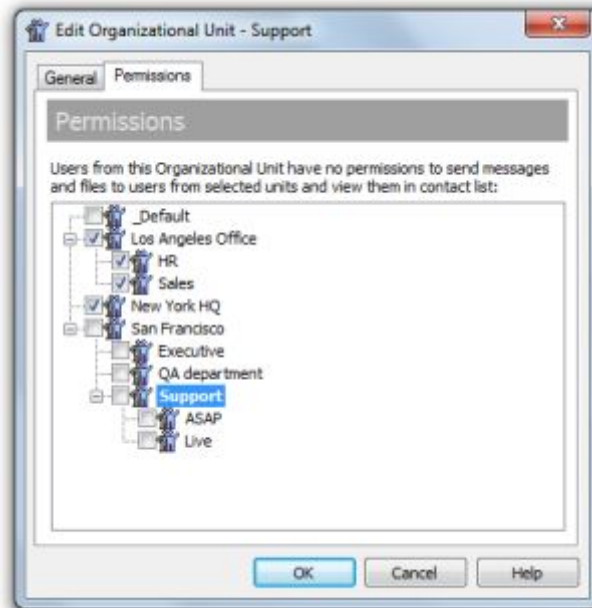 Edit Organizational Unit - Support
General Permissions
Permissions
Users from this Organizational Unit have no permissions to send messages
and files to users from selected units and view them in contact list:
_Default
Los Angeles Office
HR
Sales
New York HQ
San Francisco
Executive
QA department
Support
ASAP
Live
OK Cancel Help